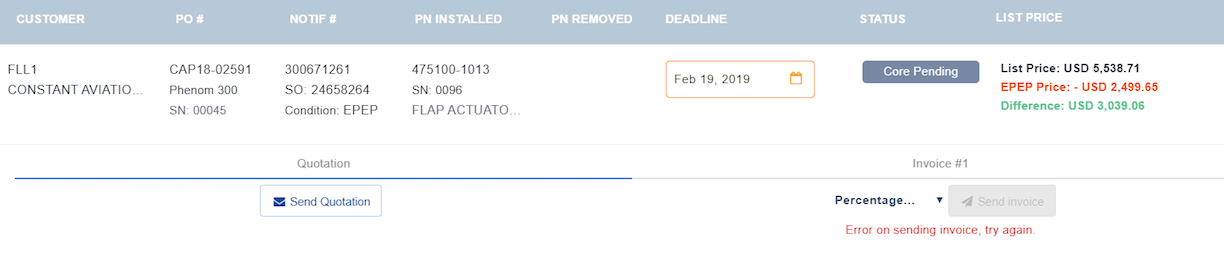 CUSTOMER PO # NOTIF # PN INSTALLED PN REMOVED DEADLINE STATUS LIST PRICE
FLL1 CAP18-02591 300671261 475100-1013 Feb 19, 2019 Core Pending List Price: USD 5,538.71
CONSTANT AVIATIO... Phenom 300 SO: 24658264 SN: 0096 EPEP Price: - USD 2,499.65
SN: 00045 Condition: EPEP FLAP ACTUATO... Difference: USD 3,039.06
Quotation Invoice #1
Send Quotation Percentage... Send invoice
Error on sending invoice, try again.